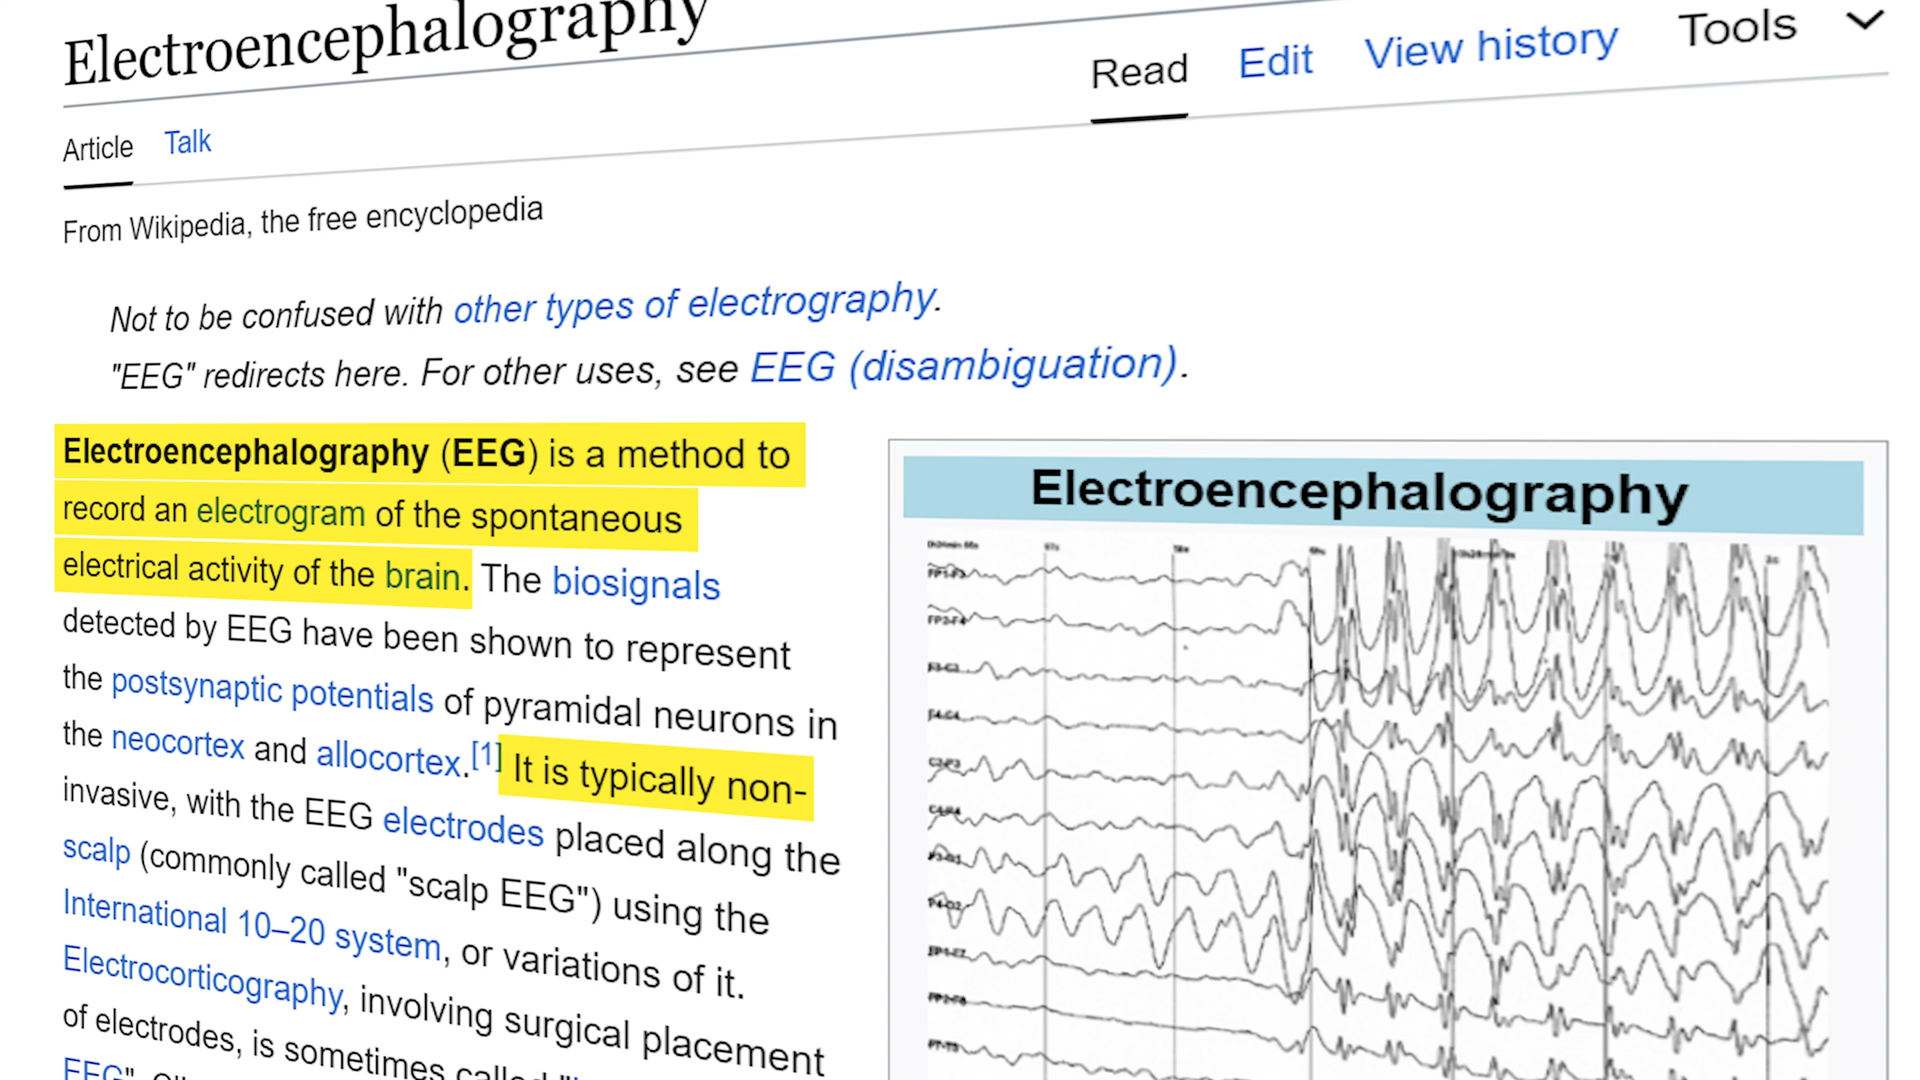 Electroencephalography
Read Edit View history Tools
Article Talk
From Wikipedia, the free encyclopedia
Not to be confused with other types of electrography.
"EEG" redirects here. For other uses, see EEG (disambiguation).
Electroencephalography (EEG) is a method to
record an electrogram of the spontaneous
electrical activity of the brain. The biosignals
detected by EEG have been shown to represent
the postsynaptic potentials of pyramidal neurons in
the neocortex and allocortex.[1] It is typically non-
invasive, with the EEG electrodes placed along the
scalp (commonly called "scalp EEG") using the
International 10–20 system, or variations of it.
Electrocorticography, involving surgical placement
of electrodes, is sometimes called
EEG".
Electroencephalography